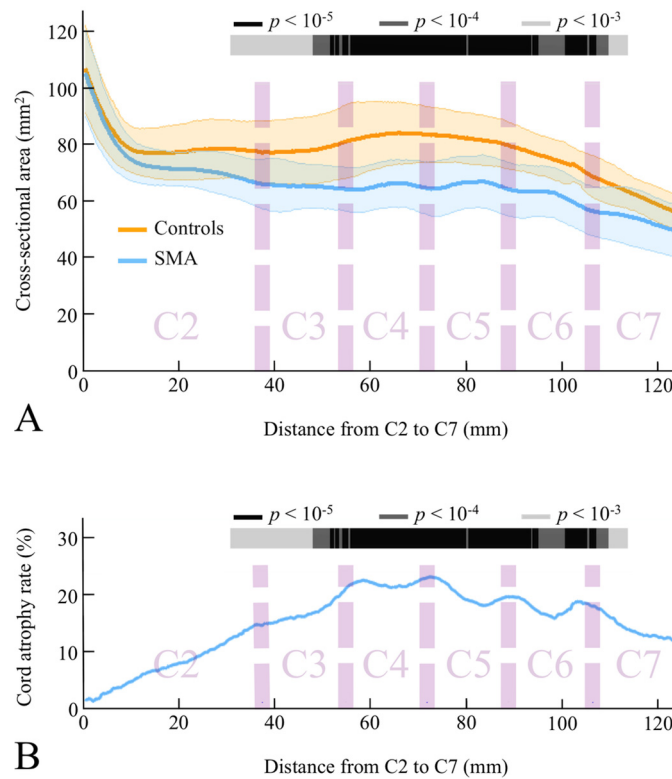 p < 10-5 p < 10-4 p < 10-3
120
100
80
60
40
20
0
Cross-sectional area (mm2)
Controls
SMA
C2 C3 C4 C5 C6 C7
0 20 40 60 80 100 120
Distance from C2 to C7 (mm)
A
p < 10-5 p < 10-4 p < 10-3
30
20
10
0
Cord atrophy rate (%)
C2 C3 C4 C5 C6 C7
0 20 40 60 80 100 120
Distance from C2 to C7 (mm)
B